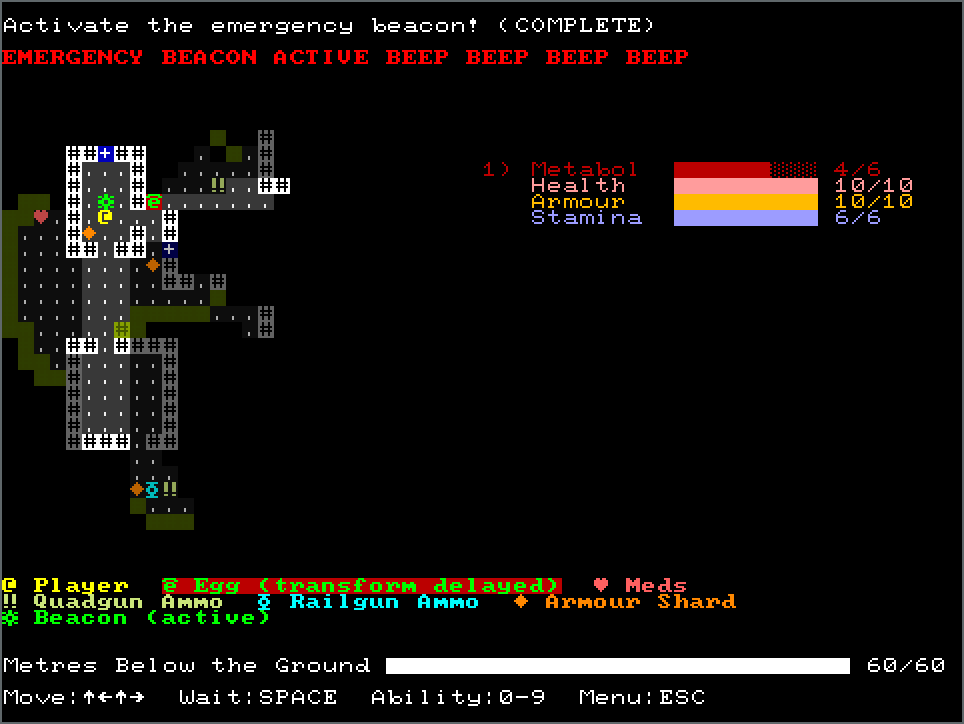 Activate the emergency beacon! (COMPLETE)
EMERGENCY BEACON ACTIVE BEEP BEEP BEEP BEEP
1) Metabol 4/6
Health 10/10
Armour 10/10
Stamina 6/6
@ Player @ Egg (transform delayed) ♥ Meds
‼ Quadgun Ammo Railgun Ammo ♦ Armour Shard
☼ Beacon (active)
Metres Below the Ground 60/60
Move:↑←↑→ Wait:SPACE Ability:0-9 Menu:ESC